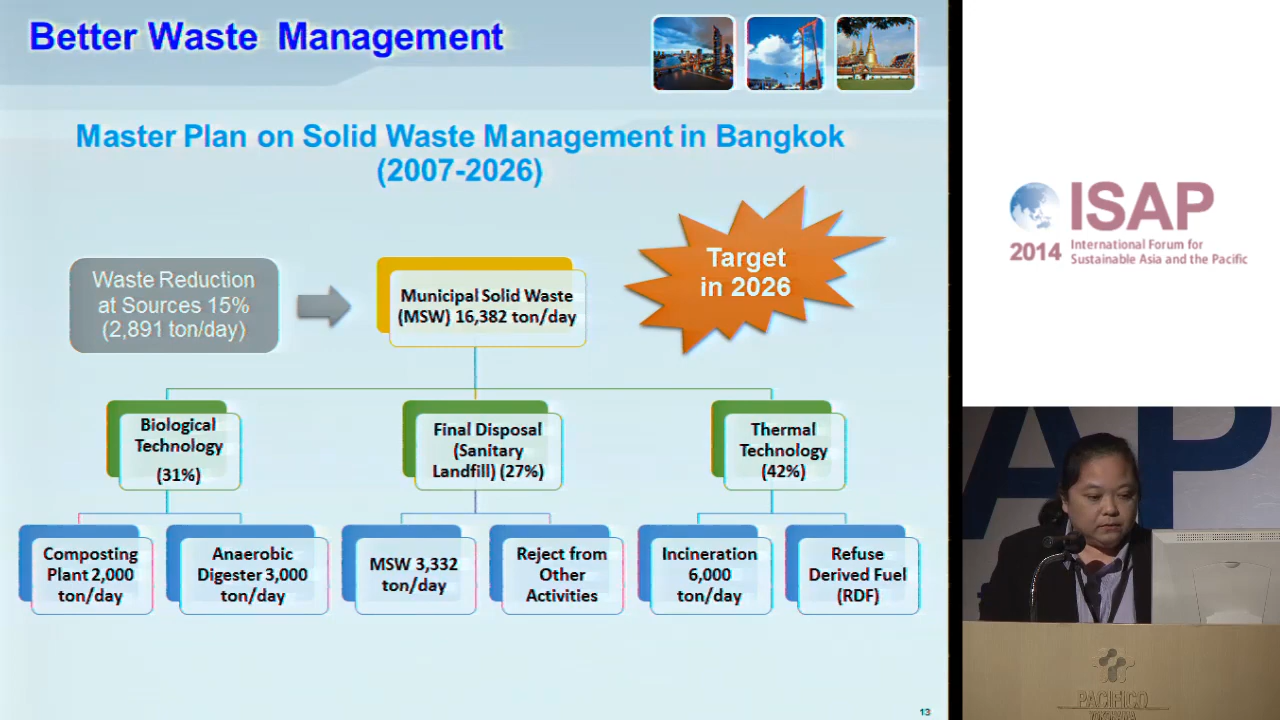 Better Waste Management
Master Plan on Solid Waste Management in Bangkok
(2007-2026)
Target
in 2026
Waste Reduction
at Sources 15%
(2,891 ton/day)
Municipal Solid Waste
(MSW) 16,382 ton/day
Biological
Technology
(31%)
Final Disposal
(Sanitary
Landfill) (27%)
Thermal
Technology
(42%)
Composting
Plant 2,000
ton/day
Anaerobic
Digester 3,000
ton/day
MSW 3,332
ton/day
Reject from
Other
Activities
Incineration
6,000
ton/day
Refuse
Derived Fuel
(RDF)
13
ISAP
2014
International Forum for
Sustainable Asia and the Pacific
AP
PACIFICO
YOKOHAMA